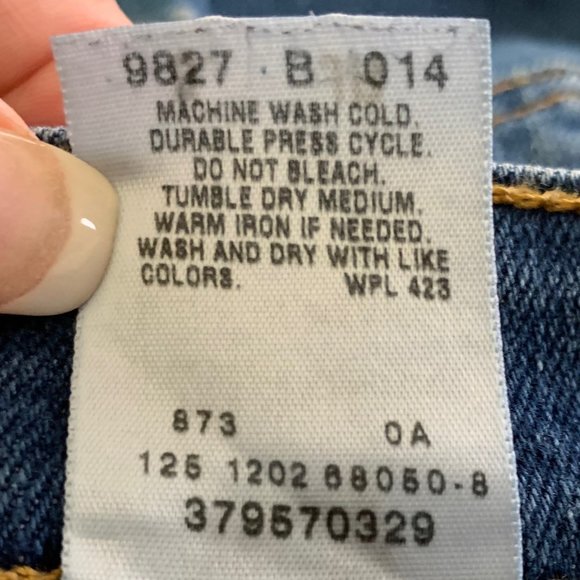 9827 B 014
MACHINE WASH COLD.
DURABLE PRESS CYCLE.
DO NOT BLEACH.
TUMBLE DRY MEDIUM.
WARM IRON IF NEEDED.
WASH AND DRY WITH LIKE
COLORS. WPL 423
873 0A
125 1202 68050-8
379570329